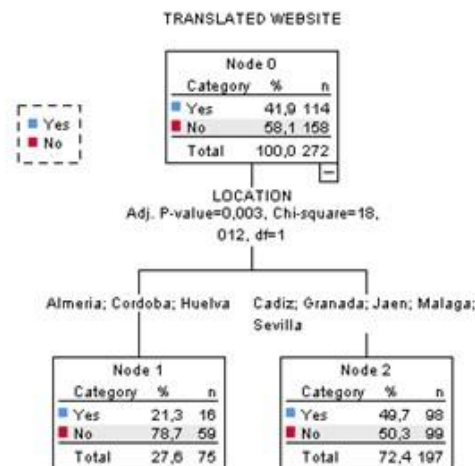 TRANSLATED WEBSITE
Yes
No
Node 0
Category % n
Yes 41,9 114
No 58,1 158
Total 100,0 272
LOCATION
Adj. P-value=0,003, Chi-square=18,
012, df=1
Almeria; Cordoba; Huelva
Cadiz; Granada; Jaen; Malaga;
Sevilla
Node 1
Category % n
Yes 21,3 16
No 78,7 59
Total 27,6 75
Node 2
Category % n
Yes 49,7 98
No 50,3 99
Total 72,4 197